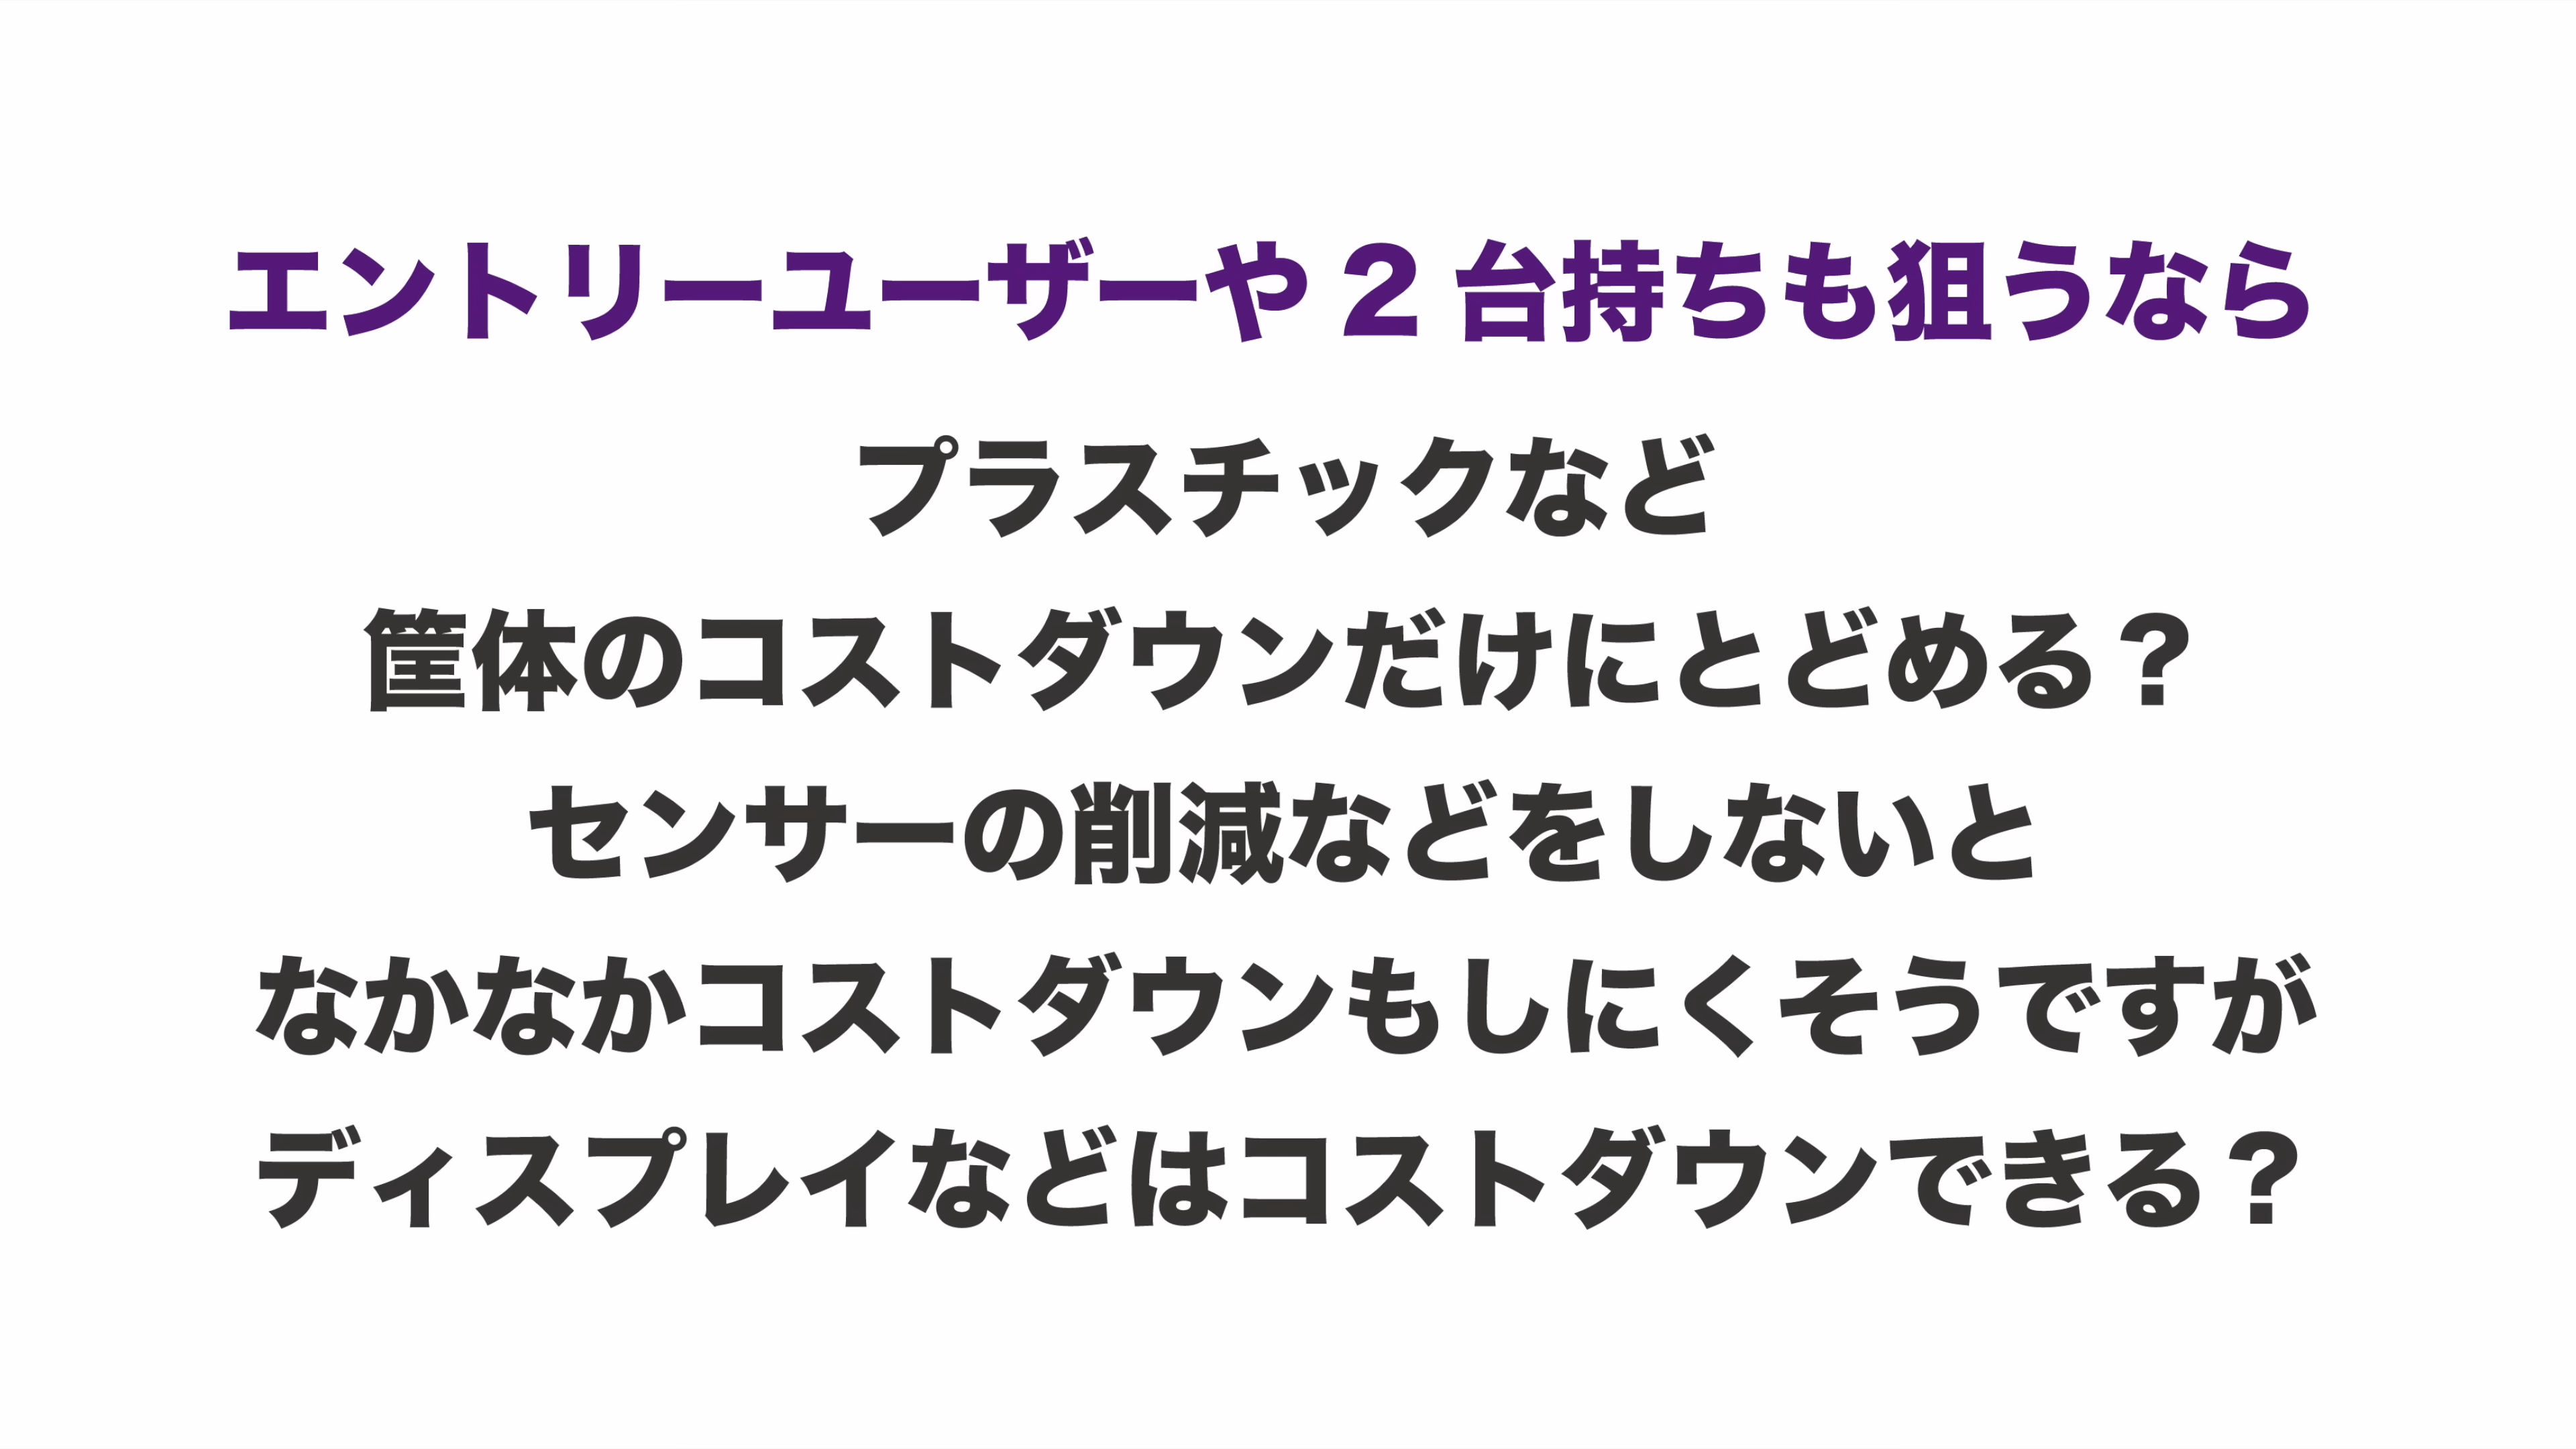 エントリーユーザーや２台持ちも狙うなら
プラスチックなど
筐体のコストダウンだけにとどめる？
センサーの削減などをしないと
なかなかコストダウンもしにくそうですが
ディスプレイなどはコストダウンできる？